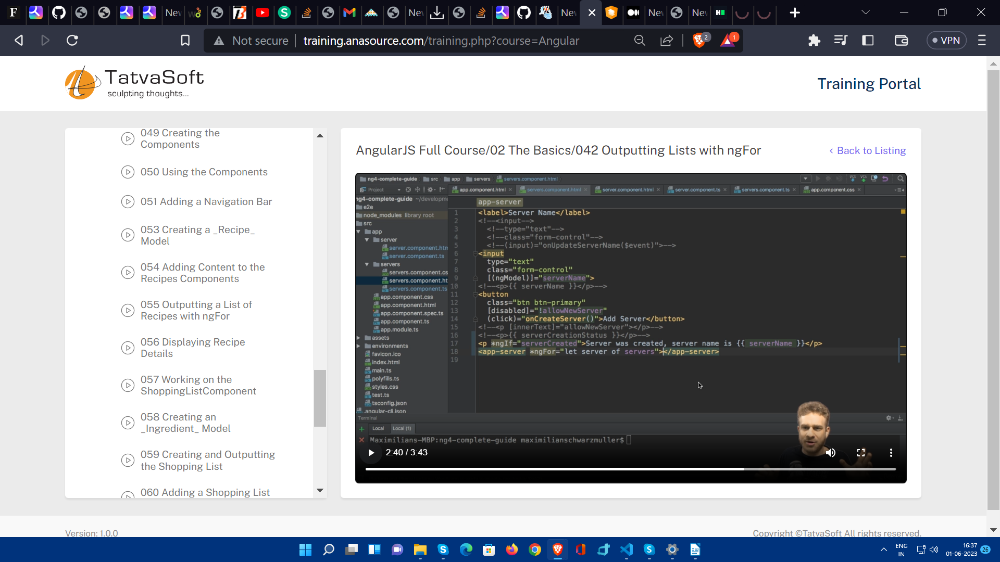 F
Nev
wö
B
S
Nev
Nev
Nev
Nev
H
Not secure
training.anasource.com/training.php?course=Angular
2
1
VPN
TatvaSoft
sculpting thoughts...
Training Portal
049 Creating the
Components
050 Using the Components
051 Adding a Navigation Bar
053 Creating a _Recipe_
Model
054 Adding Content to the
Recipes Components
055 Outputting a List of
Recipes with ngFor
056 Displaying Recipe
Details
057 Working on the
ShoppingListComponent
058 Creating an
_Ingredient_ Model
059 Creating and Outputting
the Shopping List
060 Adding a Shopping List
AngularJS Full Course/02 The Basics/042 Outputting Lists with ngFor
< Back to Listing
ng4-complete-guide src app servers servers.component.html
VCS VCS
Project
app.component.html servers.component.html server.component.html server.component.ts servers.component.ts app.component.css
ng4-complete-guide ~/developme
e2e
node_modules library root
src
app
server
server.component.htm
server.component.ts
servers
servers.component.cs
servers.component.ht
servers.component.ts
app.component.css
app.component.html
app.component.spec.ts
app.component.ts
app.module.ts
assets
environments
favicon.ico
index.html
main.ts
polyfills.ts
styles.css
test.ts
tsconfig.json
.angular-cli.json
app-server
1 <label>Server Name</label>
2 <!--<input-->
3 <!--type="text"-->
4 <!--class="form-control"-->
5 <!--(input)="onUpdateServerName($event)">-->
6 <input
7 type="text"
8 class="form-control"
9 [(ngModel)]="serverName">
10 <!--<p>{{ serverName }}</p>-->
11 <button
12 class="btn btn-primary"
13 [disabled]="!allowNewServer"
14 (click)="onCreateServer()">Add Server</button>
15 <!--<p [innerText]="allowNewServer"></p>-->
16 <!--<p>{{ serverCreationStatus }}</p>-->
17 <p *ngIf="serverCreated">Server was created, server name is {{ serverName }}</p>
18 <app-server *ngFor="let server of servers"></app-server>
19
Terminal
Local Local (1)
Maximilians-MBP:ng4-complete-guide maximilianschwarzmuller$
2:40 / 3:43
Version: 1.0.0
Copyright ©TatvaSoft All rights reserved.
ENG
IN
16:37
01-06-2023
26